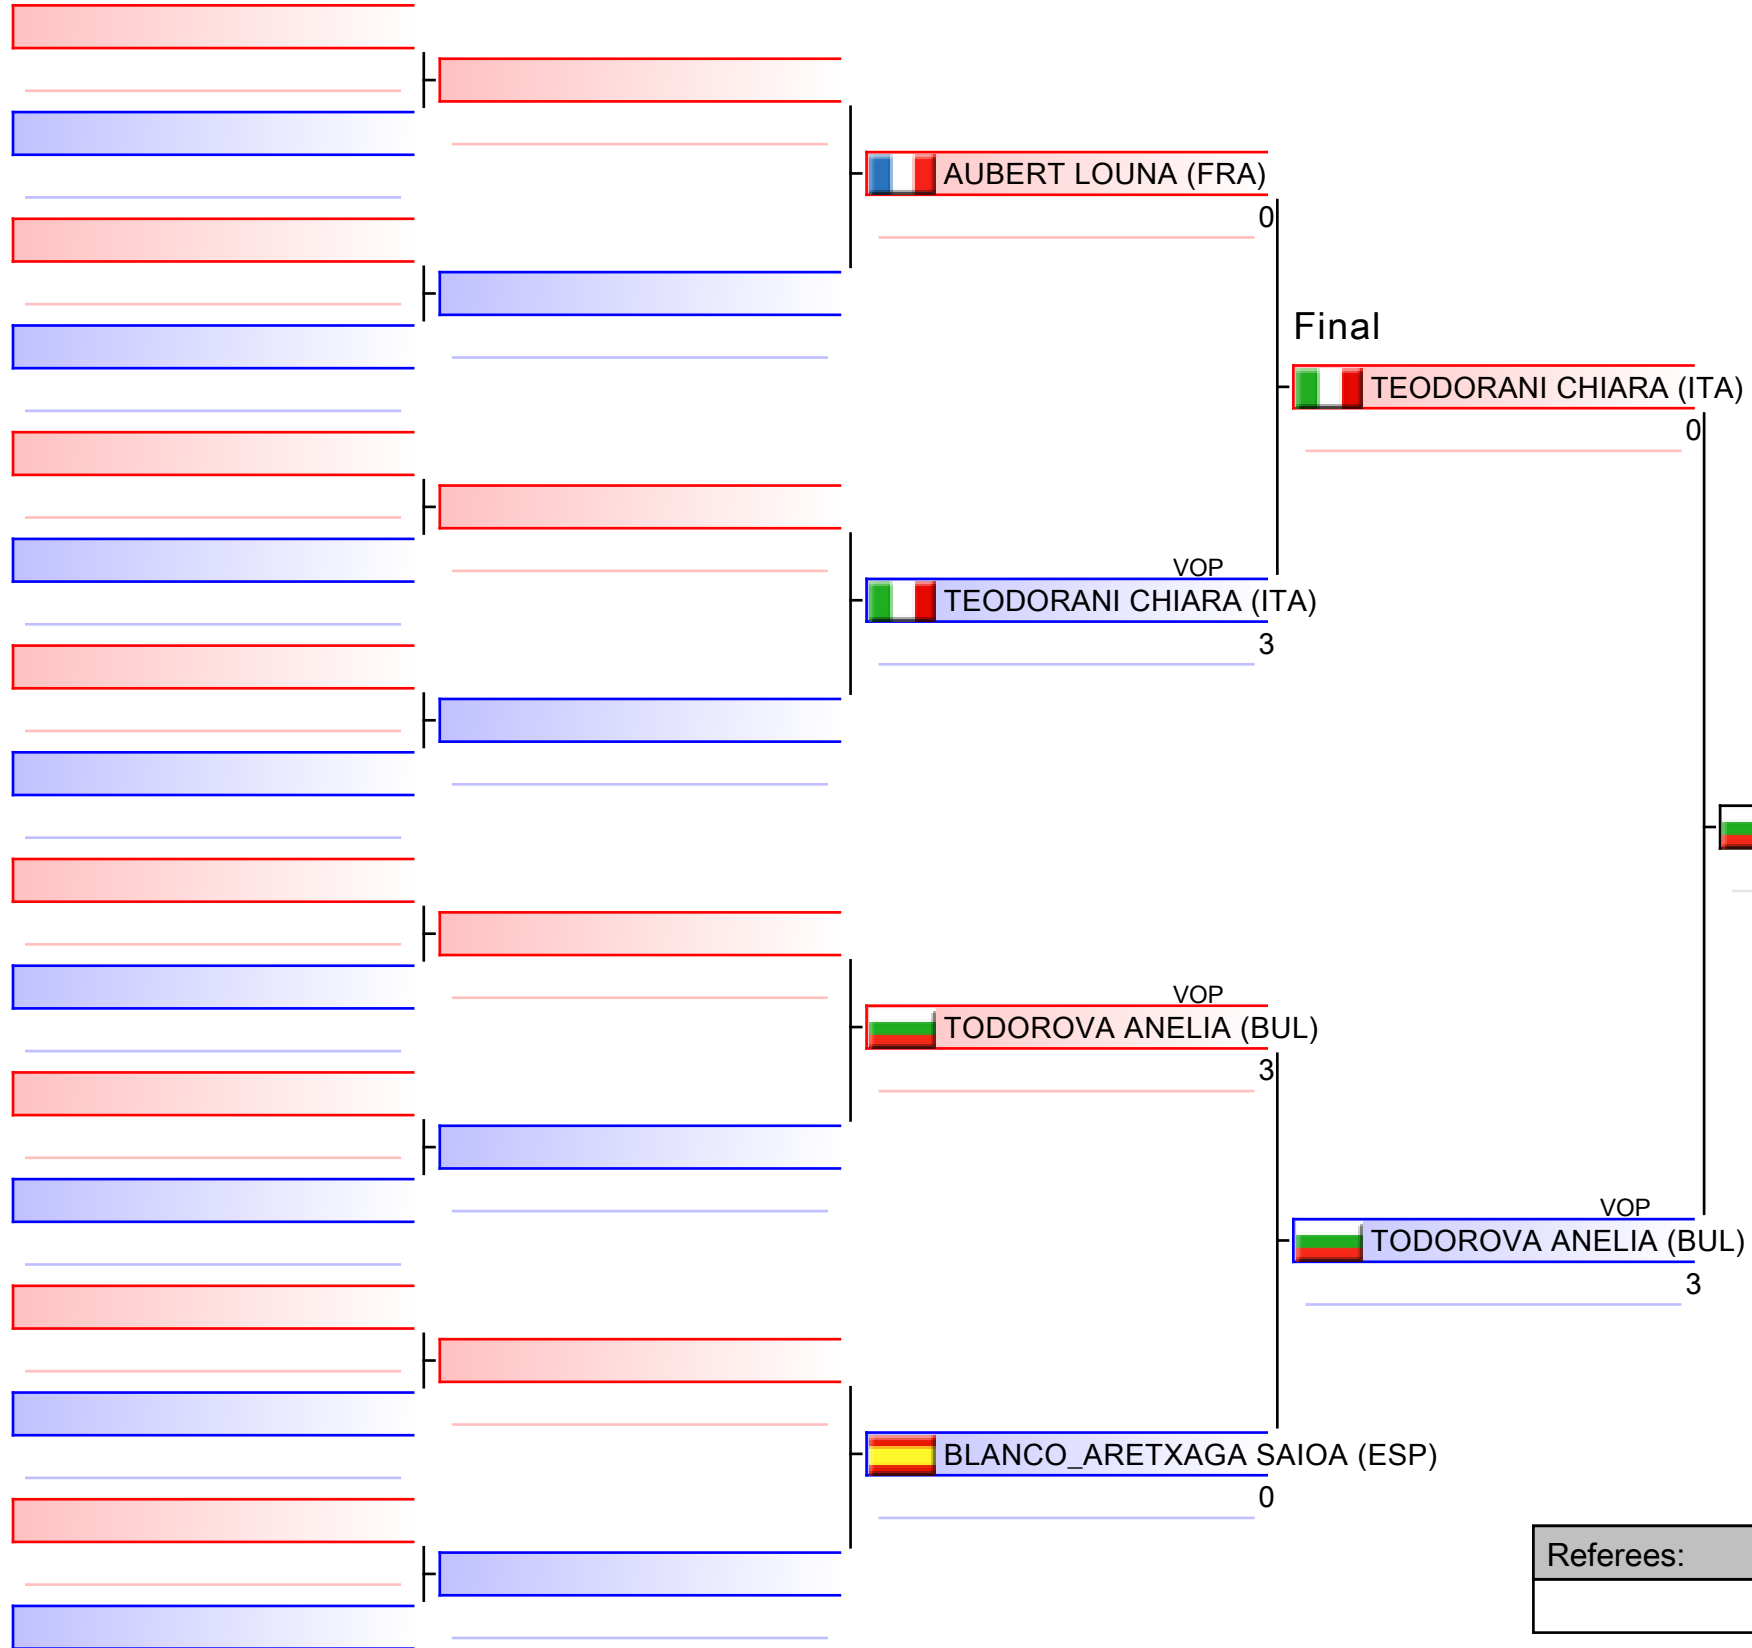 AUBERT LOUNA (FRA)
0
Final
TEODORANI CHIARA (ITA)
0
VOP
TEODORANI CHIARA (ITA)
3
VOP
TODOROVA ANELIA (BUL)
3
VOP
TODOROVA ANELIA (BUL)
3
BLANCO_ARETXAGA SAIOA (ESP)
0
Referees: